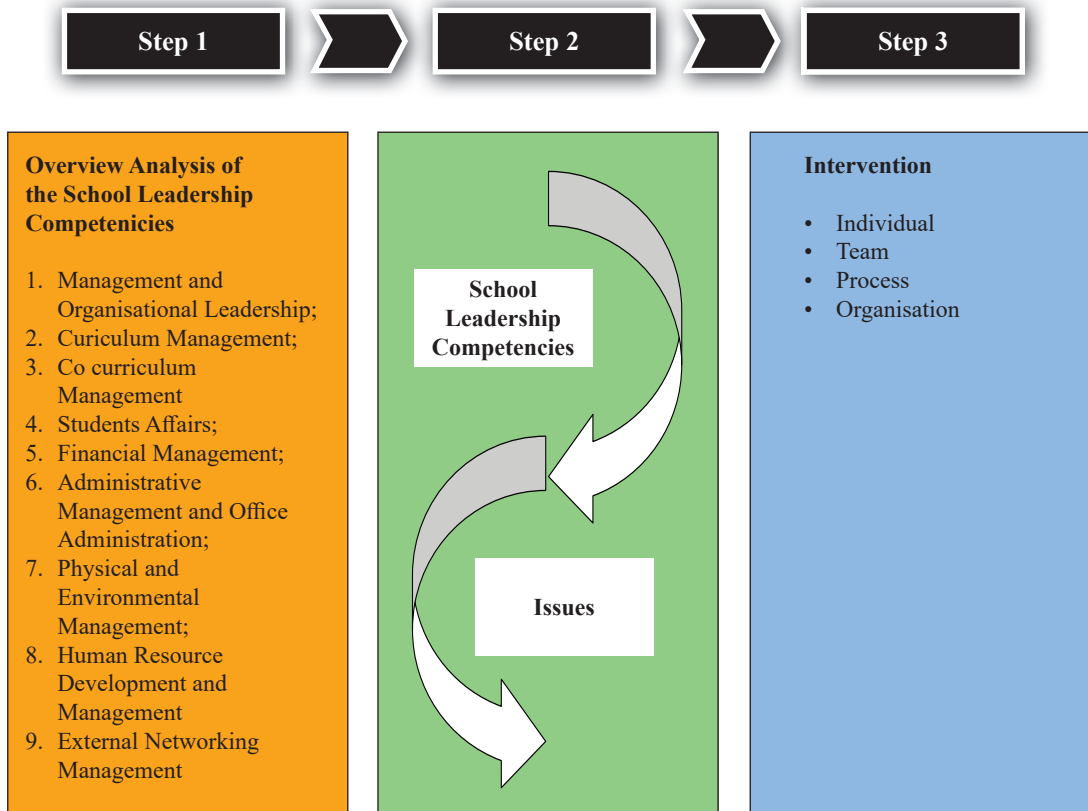 Step 1
Step 2
Step 3
Overview Analysis of
the School Leadership
Competenicies
1. Management and
Organisational Leadership;
2. Curiculum Management;
3. Co curriculum
Management
4. Students Affairs;
5. Financial Management;
6. Administrative
Management and Office
Administration;
7. Physical and
Environmental
Management;
8. Human Resource
Development and
Management
9. External Networking
Management
School
Leadership
Competencies
Issues
Intervention
• Individual
• Team
• Process
• Organisation